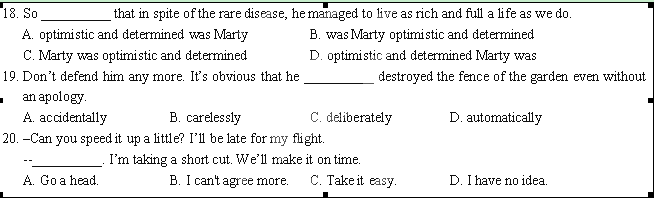 18. So __________ that in spite of the rare disease, he managed to live as rich and full a life as we do.
A. optimistic and determined was Marty B. was Marty optimistic and determined
C. Marty was optimistic and determined D. optimistic and determined Marty was
19. Don't defend him any more. It's obvious that he __________ destroyed the fence of the garden even without
an apology.
A. accidentally B. carelessly C. deliberately D. automatically
20. –Can you speed it up a little? I'll be late for my flight.
--__________. I'm taking a short cut. We'll make it on time.
A. Go a head. B. I can't agree more. C. Take it easy. D. I have no idea.